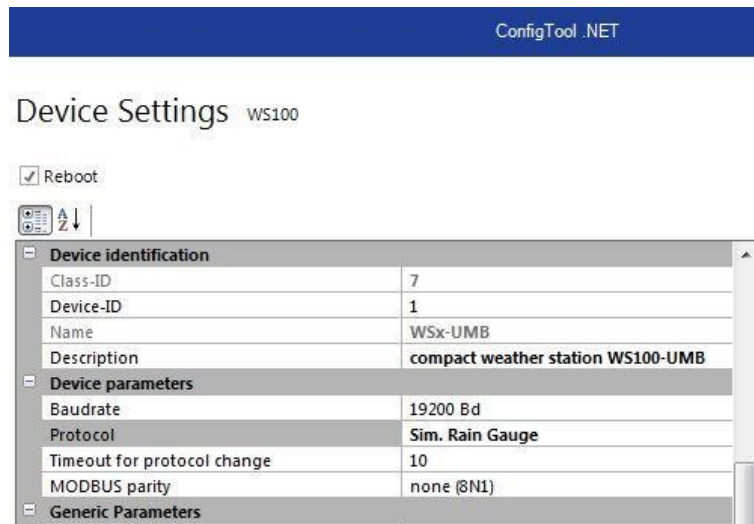 ConfigTool .NET
Device Settings WS100
Reboot
Device identification
Class-ID 7
Device-ID 1
Name WSx-UMB
Description compact weather station WS100-UMB
Device parameters
Baudrate 19200 Bd
Protocol Sim. Rain Gauge
Timeout for protocol change 10
MODBUS parity none (8N1)
Generic Parameters